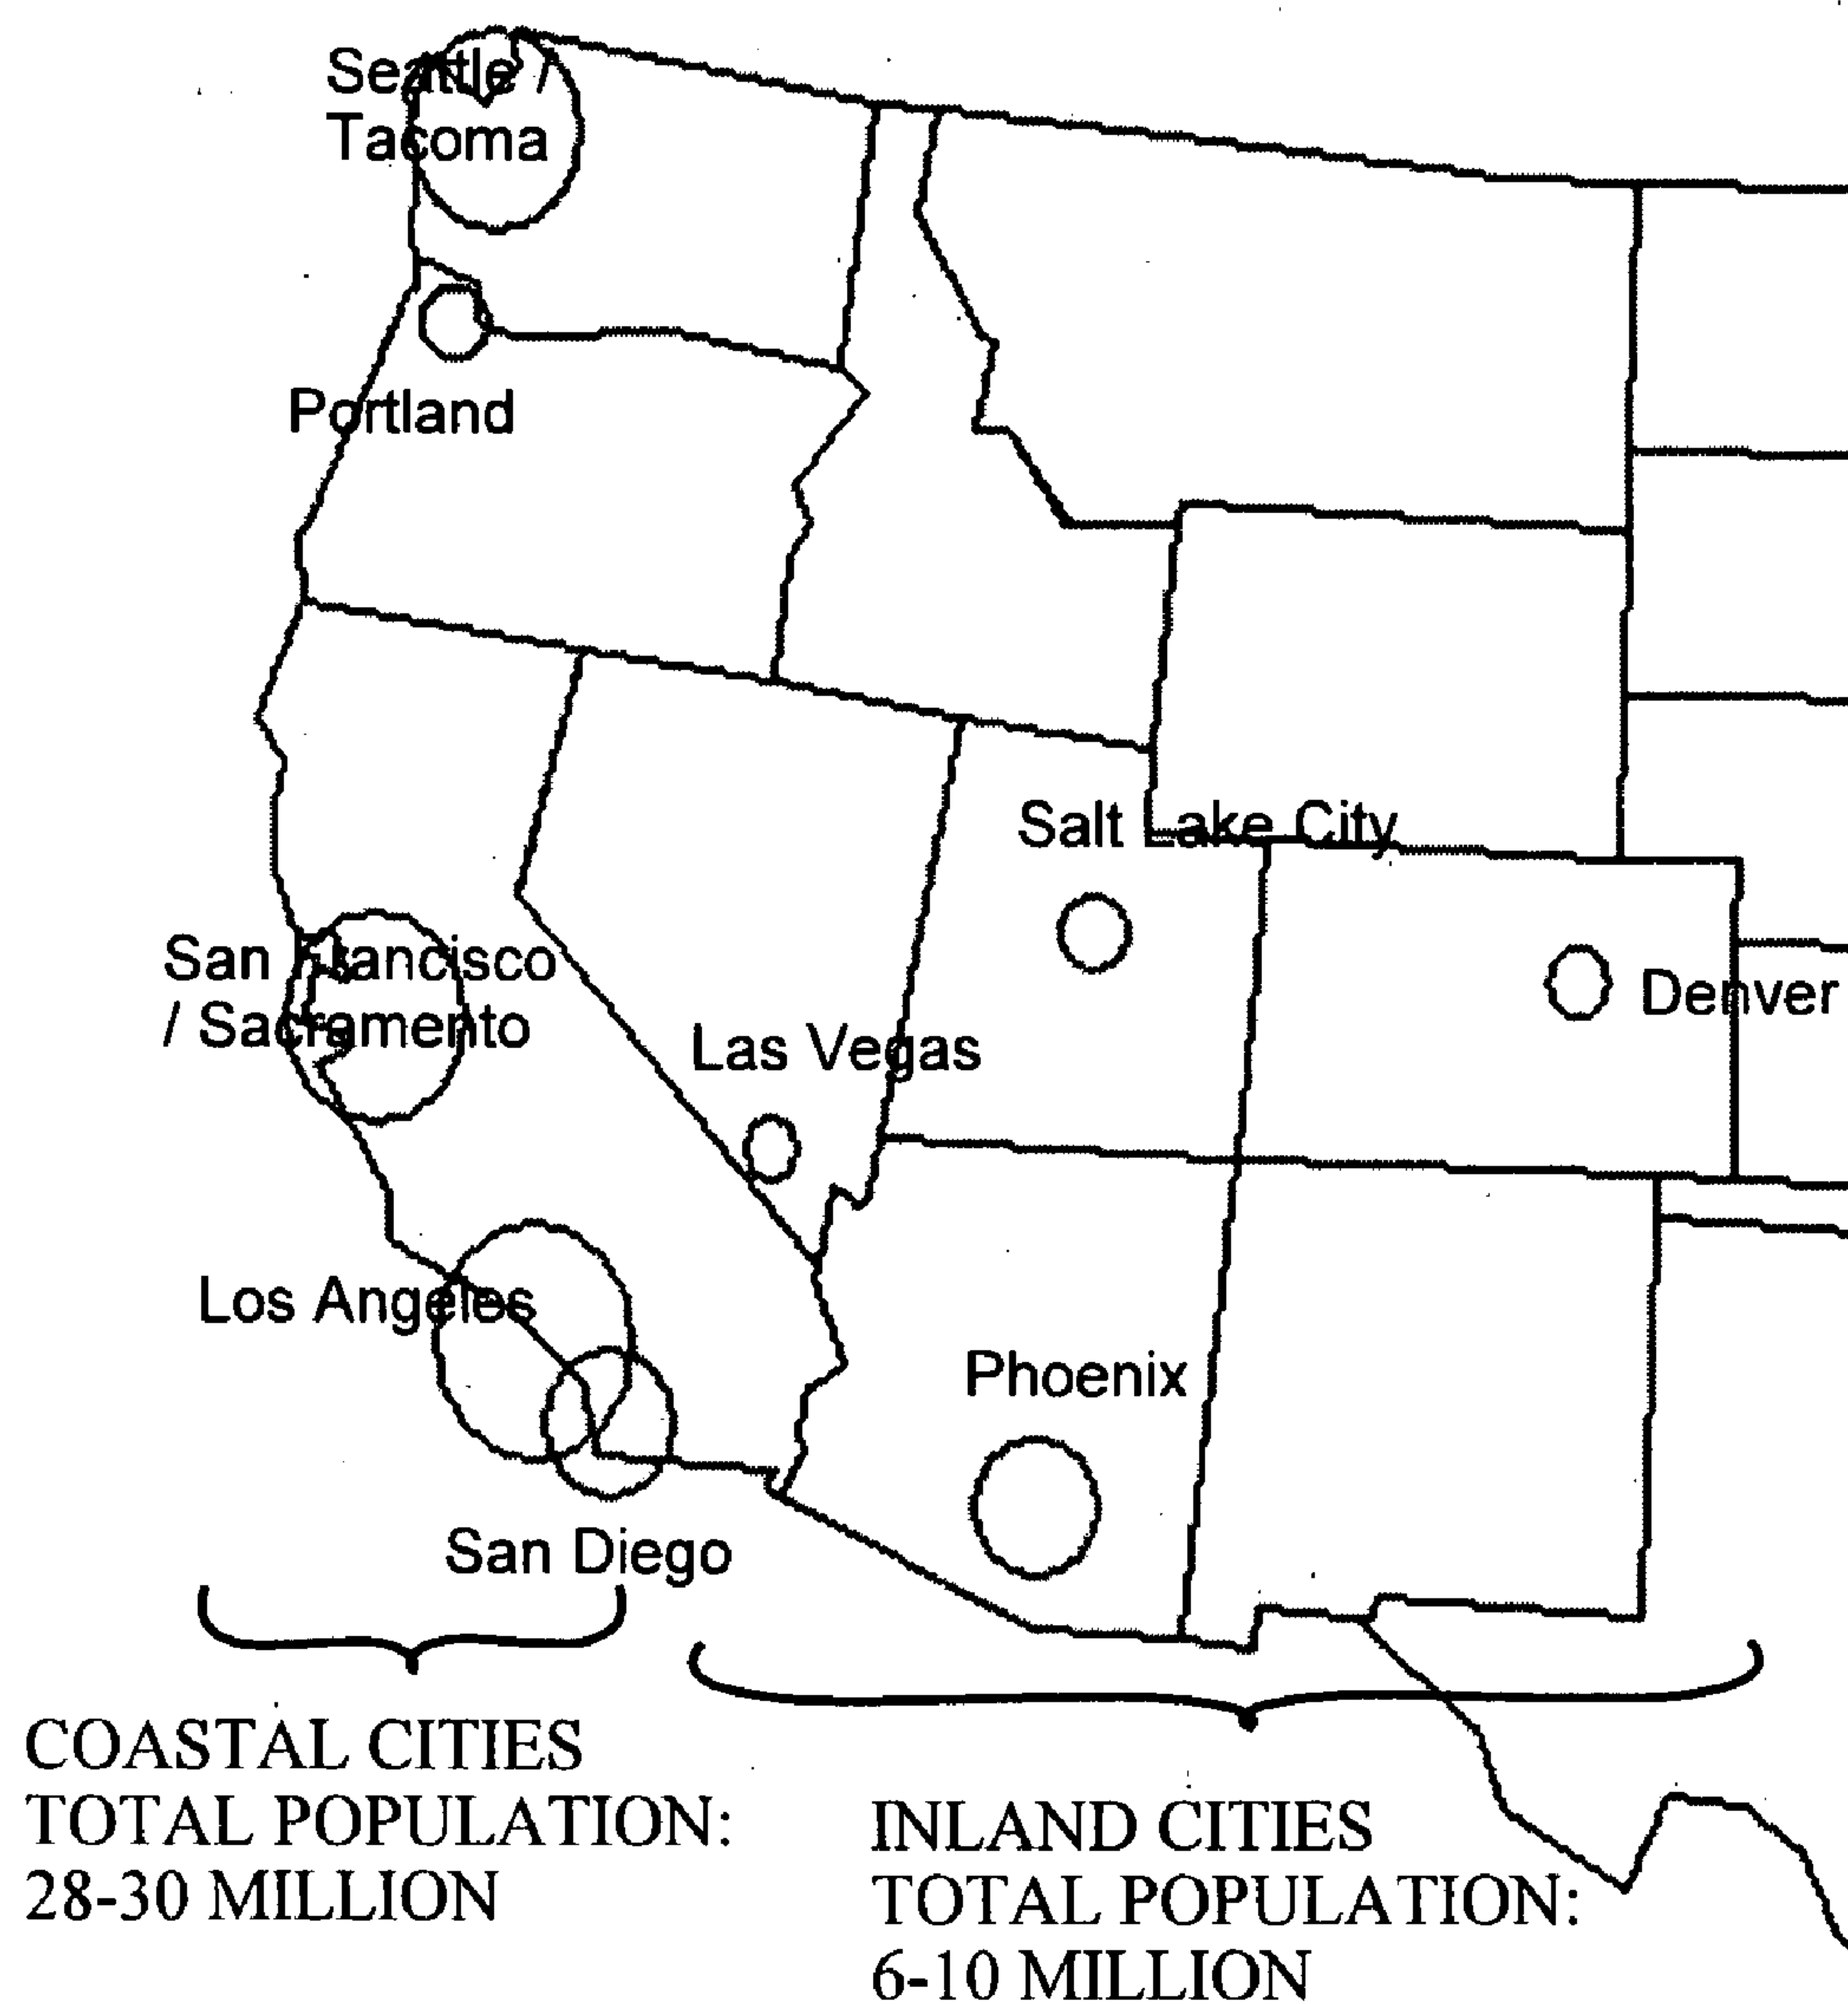 Seattle /
Tacoma
Portland
Salt Lake City
San Francisco
/ Sacramento
Denver
Las Vegas
Los Angeles
Phoenix
San Diego
COASTAL CITIES
TOTAL POPULATION:
28-30 MILLION
INLAND CITIES
TOTAL POPULATION:
6-10 MILLION